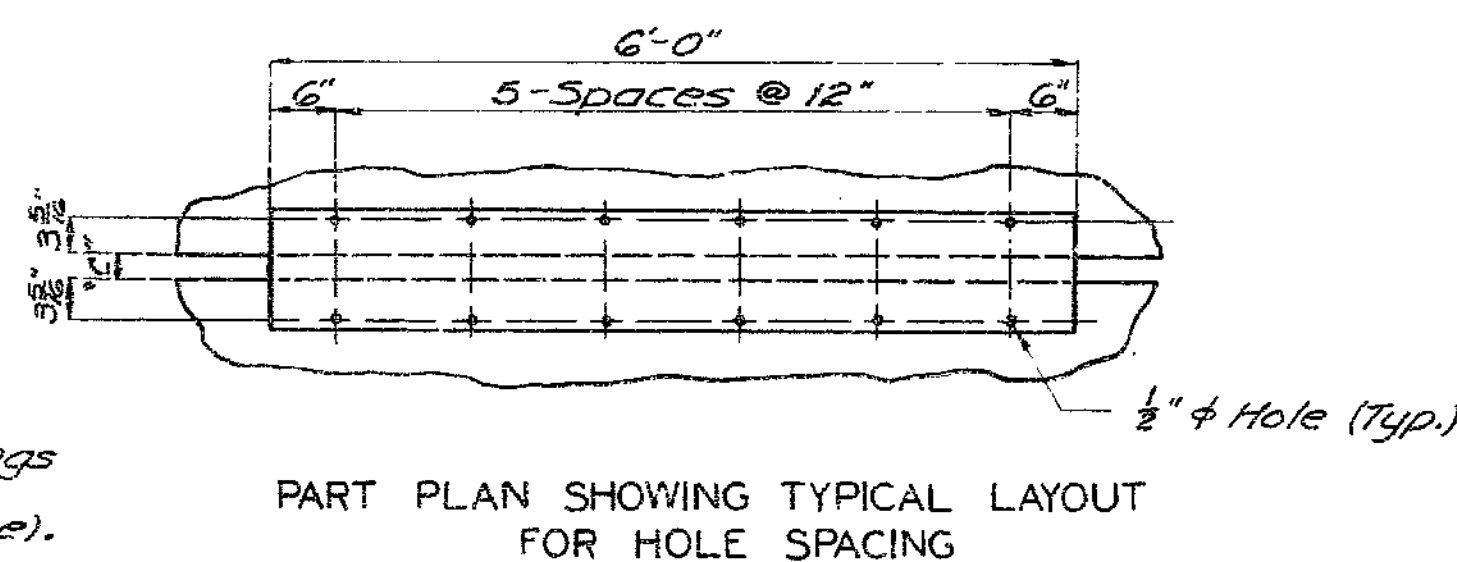 6'-0"
6" 5-Spaces @ 12" 6"
3 5/16"
"C"
3 5/16"
1/2" ϕ Hole (Typ.)
e).
PART PLAN SHOWING TYPICAL LAYOUT
FOR HOLE SPACING